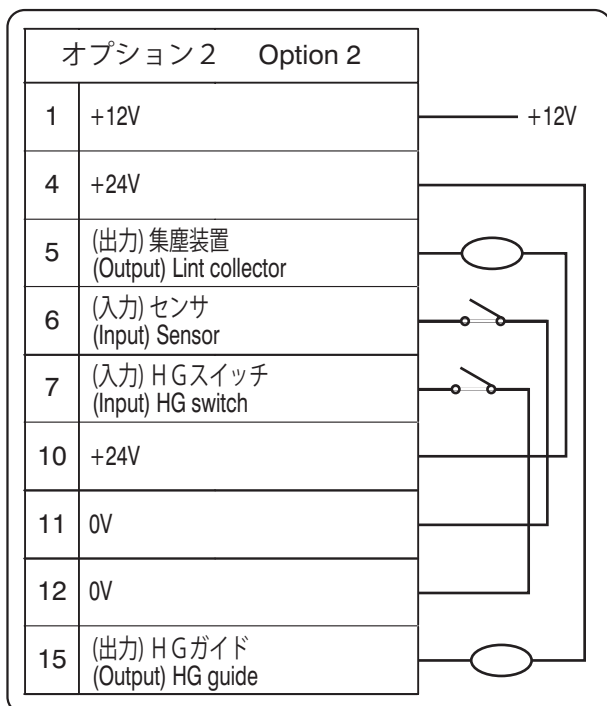 オプション２ Option 2
1 +12V +12V
4 +24V
5 (出力) 集塵装置
(Output) Lint collector
6 (入力) センサ
(Input) Sensor
7 (入力) ＨＧスイッチ
(Input) HG switch
10 +24V
11 0V
12 0V
15 (出力) ＨＧガイド
(Output) HG guide